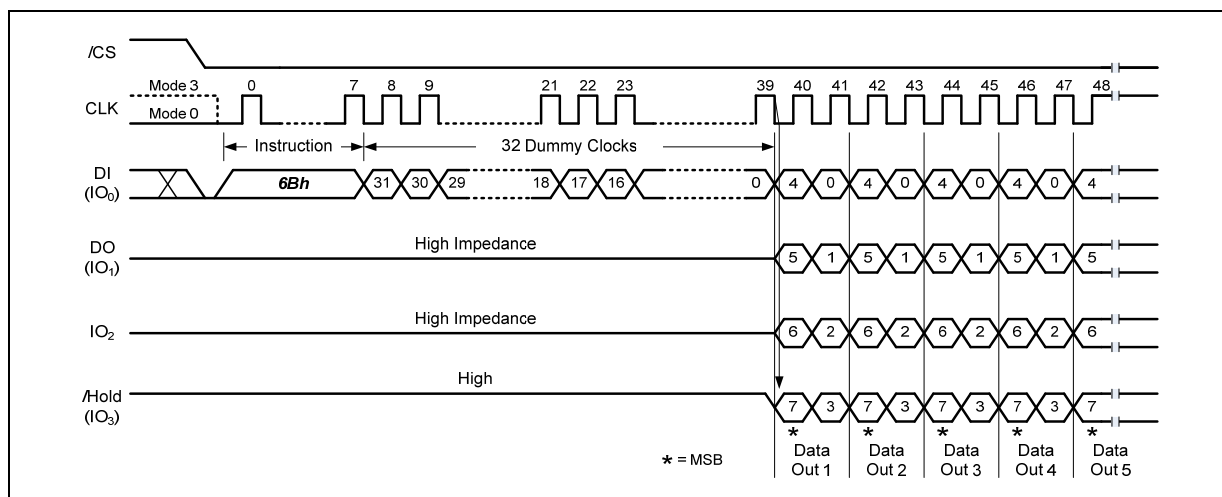 /CS
Mode 3 0 7 8 9 21 22 23 39 40 41 42 43 44 45 46 47 48
CLK Mode 0
Instruction 32 Dummy Clocks
DI (IO0) 6Bh 31 30 29 18 17 16 0 4 0 4 0 4 0 4 0 4
High Impedance
DO (IO1) 5 1 5 1 5 1 5 1 5
High Impedance
IO2 6 2 6 2 6 2 6 2 6
High
/Hold (IO3) 7 3 7 3 7 3 7 3 7
* * * * *
* = MSB
Data Out 1 Data Out 2 Data Out 3 Data Out 4 Data Out 5